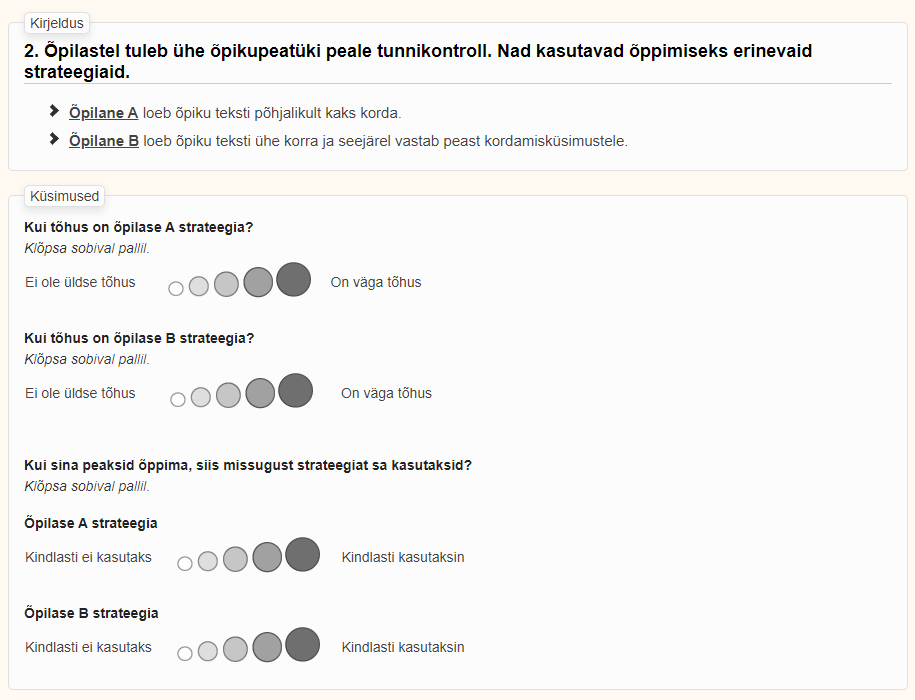 Kirjeldus
2. Õpilastel tuleb ühe õpikupeatüki peale tunnikontroll. Nad kasutavad õppimiseks erinevaid
strateegiaid.
Õpilane A loeb õpiku teksti põhjalikult kaks korda.
Õpilane B loeb õpiku teksti ühe korra ja seejärel vastab peast kordamisküsimustele.
Küsimused
Kui tõhus on õpilase A strateegia?
Klõpsa sobival pallil.
Ei ole üldse tõhus On väga tõhus
Kui tõhus on õpilase B strateegia?
Klõpsa sobival pallil.
Ei ole üldse tõhus On väga tõhus
Kui sina peaksid õppima, siis missugust strateegiat sa kasutaksid?
Klõpsa sobival pallil.
Õpilase A strateegia
Kindlasti ei kasutaks Kindlasti kasutaksin
Õpilase B strateegia
Kindlasti ei kasutaks Kindlasti kasutaksin